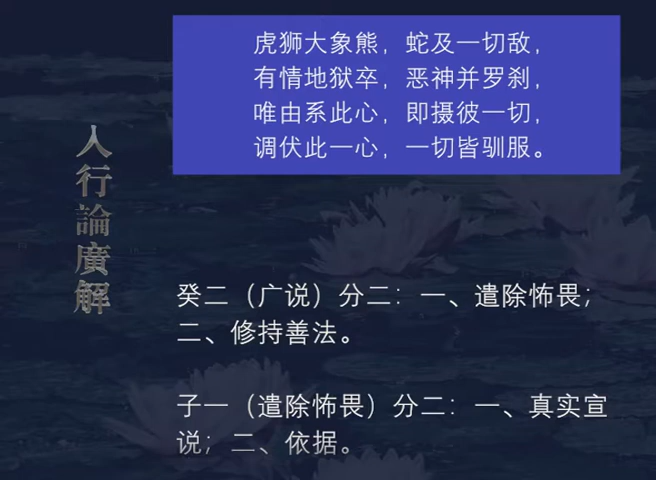 虎狮大象熊，蛇及一切敌，
有情地狱卒，恶神并罗刹，
唯由系此心，即摄彼一切，
调伏此一心，一切皆驯服。
入行論廣解
癸二（广说）分二：一、遣除怖畏；
二、修持善法。
子一（遣除怖畏）分二：一、真实宣
说；二、依据。